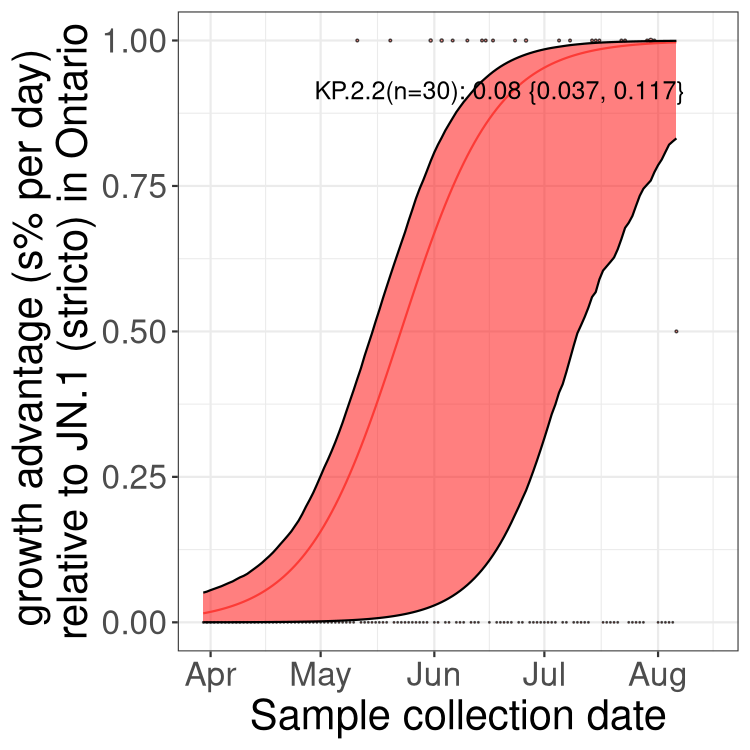 growth advantage (s% per day)
relative to JN.1 (stricto) in Ontario
1.00
0.75
0.50
0.25
0.00
KP.2.2(n=30): 0.08 {0.037, 0.117}
Apr May Jun Jul Aug
Sample collection date